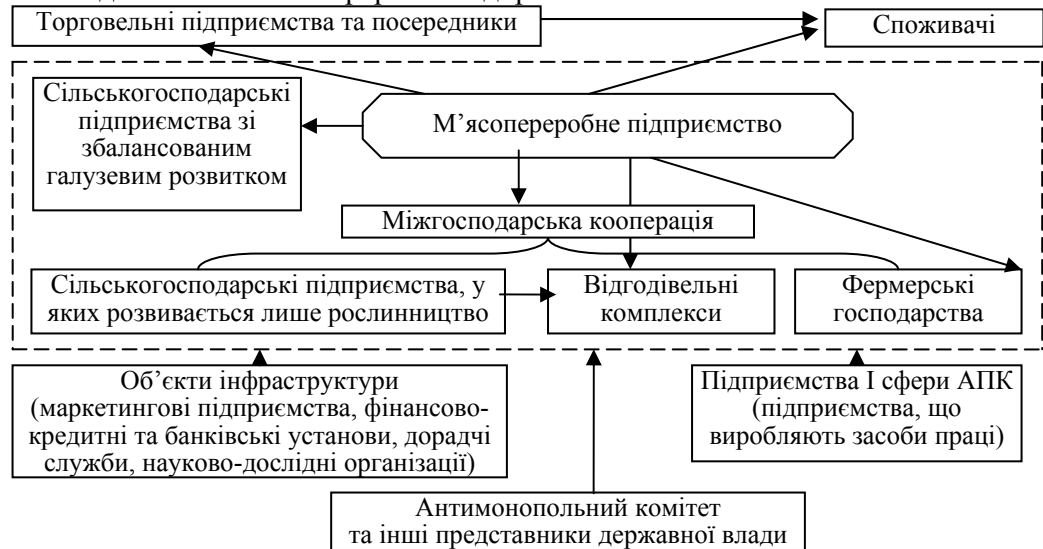 Торговельні підприємства та посередники
Споживачі
Сільськогосподарські
підприємства зі
збалансованим
галузевим розвитком
М’ясопереробне підприємство
Міжгосподарська кооперація
Сільськогосподарські підприємства, у
яких розвивається лише рослинництво
Відгодівельні
комплекси
Фермерські
господарства
Об’єкти інфраструктури
(маркетингові підприємства, фінансово-
кредитні та банківські установи, дорадчі
служби, науково-дослідні організації)
Підприємства І сфери АПК
(підприємства, що
виробляють засоби праці)
Антимонопольний комітет
та інші представники державної влади